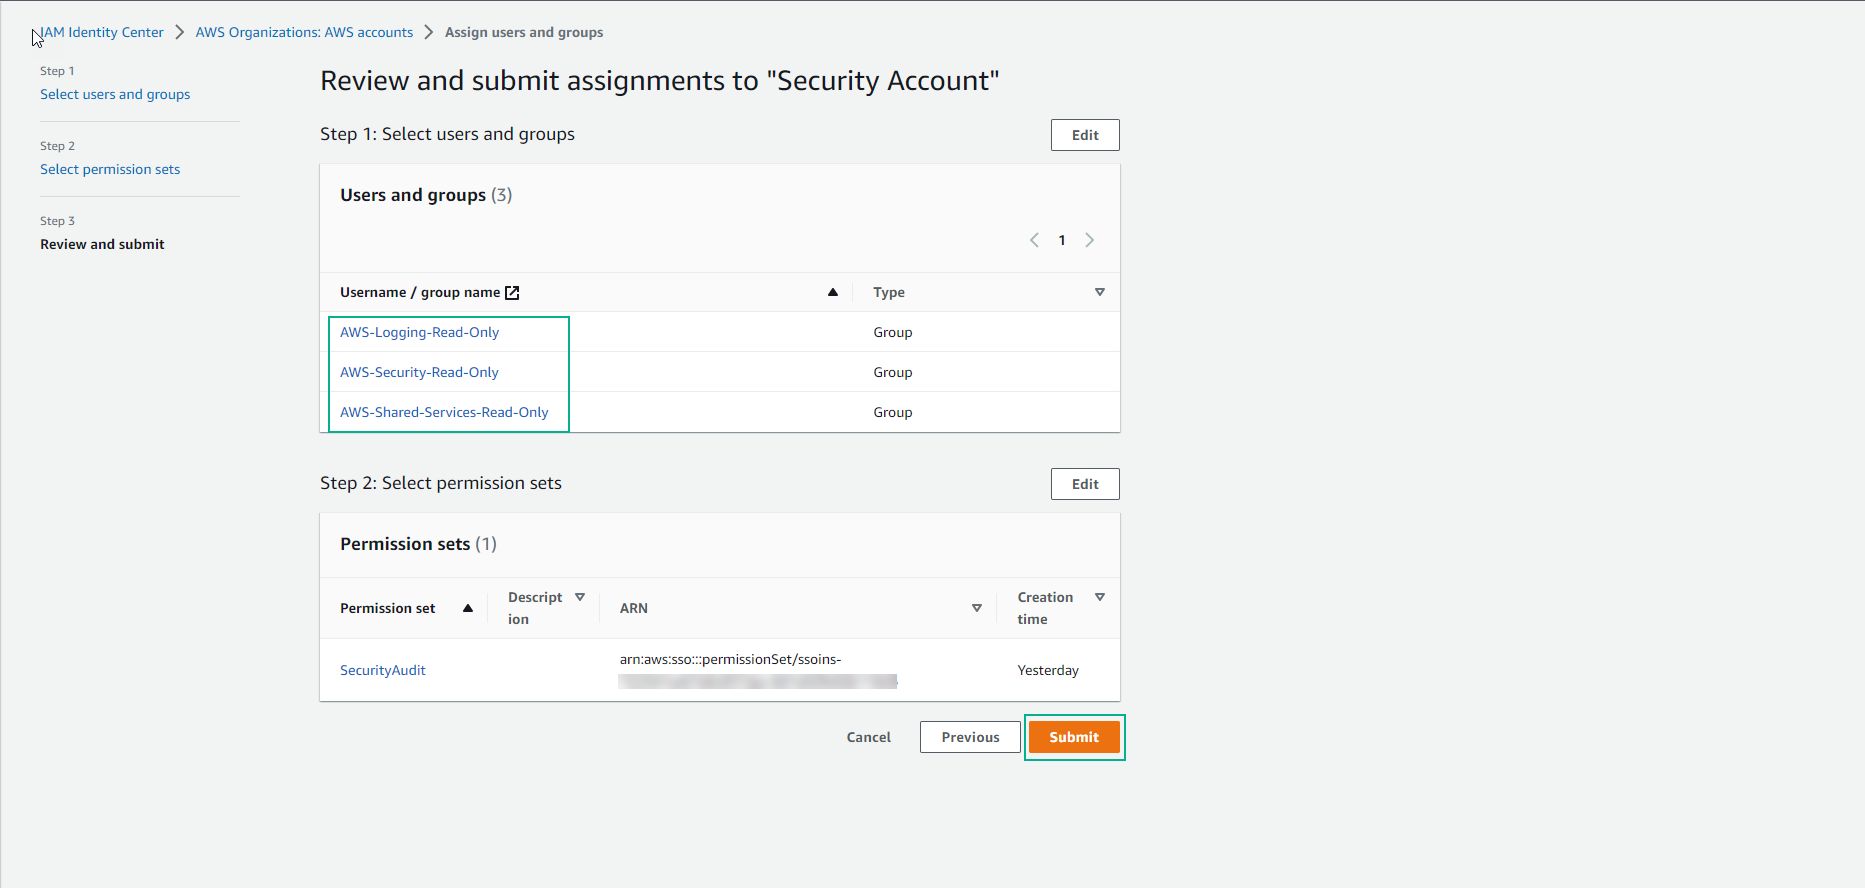 IAM Identity Center > AWS Organizations: AWS accounts > Assign users and groups
Step 1
Select users and groups
Step 2
Select permission sets
Step 3
Review and submit
Review and submit assignments to "Security Account"
Step 1: Select users and groups
Edit
Users and groups (3)
1
Username / group name
Type
AWS-Logging-Read-Only
Group
AWS-Security-Read-Only
Group
AWS-Shared-Services-Read-Only
Group
Step 2: Select permission sets
Edit
Permission sets (1)
Permission set
Descript
ion
ARN
Creation
time
SecurityAudit
arn:aws:sso:::permissionSet/ssoins-
Yesterday
Cancel
Previous
Submit